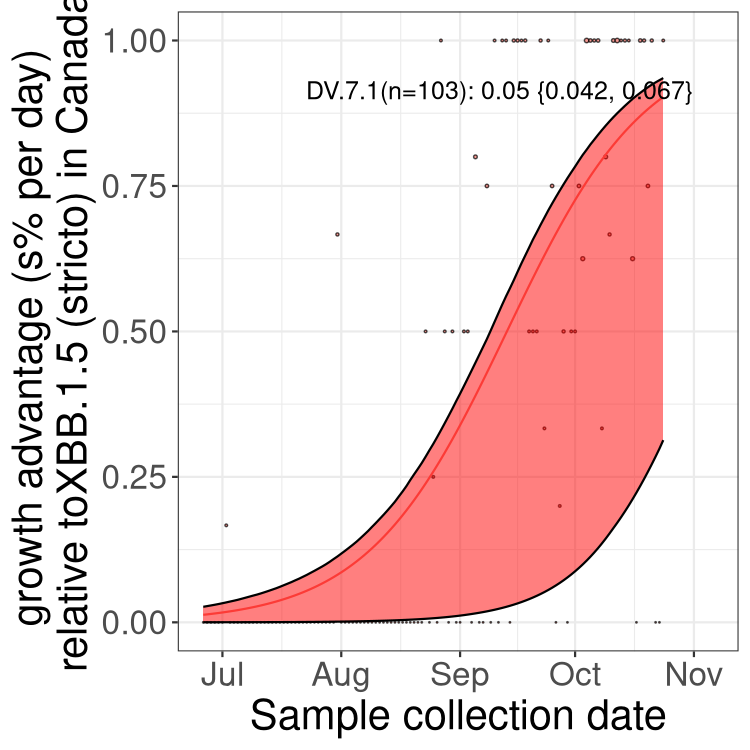 growth advantage (s% per day)
relative toXBB.1.5 (stricto) in Canada
1.00
0.75
0.50
0.25
0.00
DV.7.1(n=103): 0.05 {0.042, 0.067}
Jul Aug Sep Oct Nov
Sample collection date